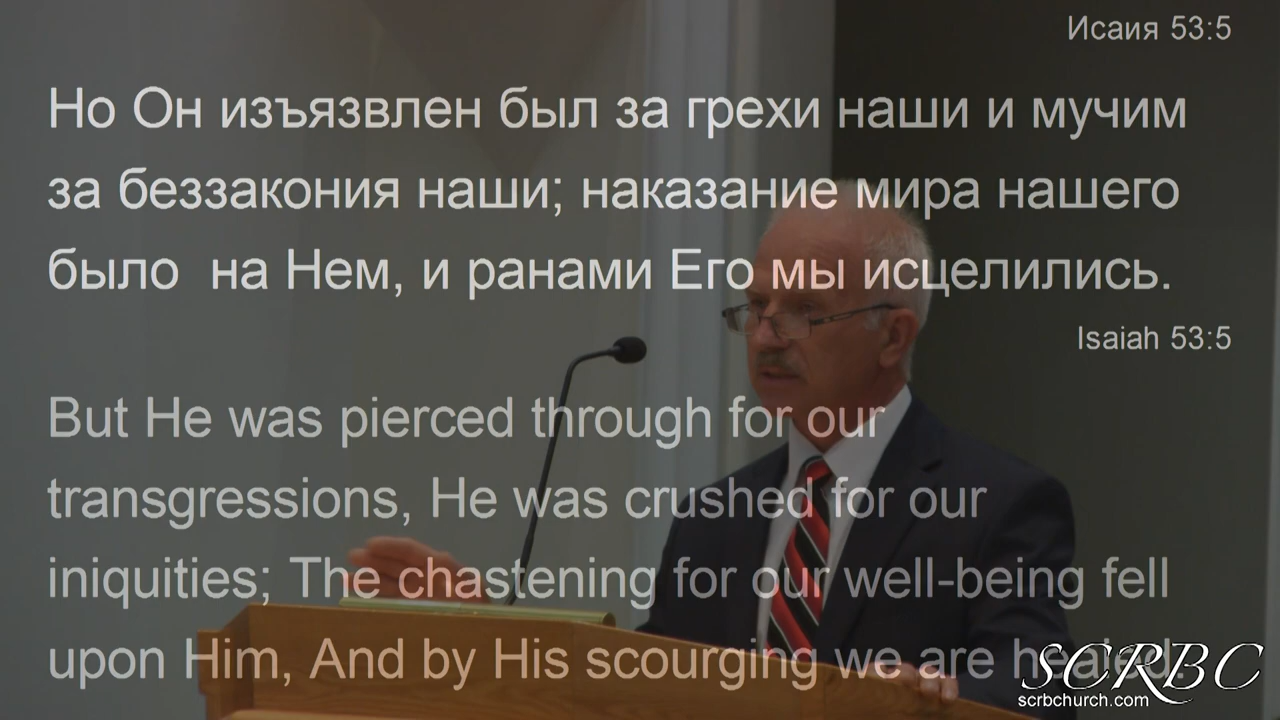 Исаия 53:5
Но Он изъязвлен был за грехи наши и мучим
за беззакония наши; наказание мира нашего
было на Нем, и ранами Его мы исцелились.
Isaiah 53:5
But He was pierced through for our
transgressions, He was crushed for our
iniquities; The chastening for our well-being fell
upon Him, And by His scourging we are healed.
SCRBC
scrbchurch.com